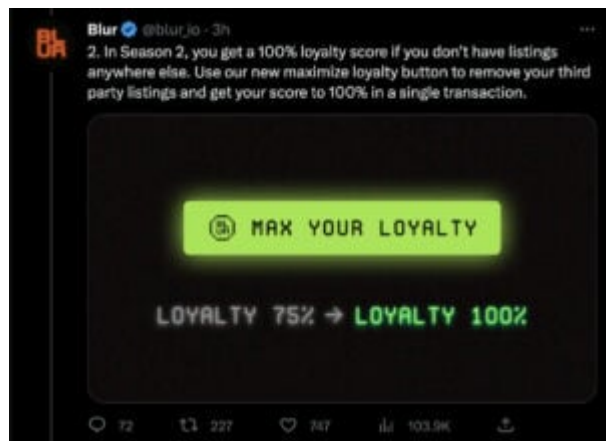 BLUR
Blur @blur_io · 3h
2. In Season 2, you get a 100% loyalty score if you don't have listings
anywhere else. Use our new maximize loyalty button to remove your third
party listings and get your score to 100% in a single transaction.
MAX YOUR LOYALTY
LOYALTY 75% → LOYALTY 100%
72 227 747 103.9K